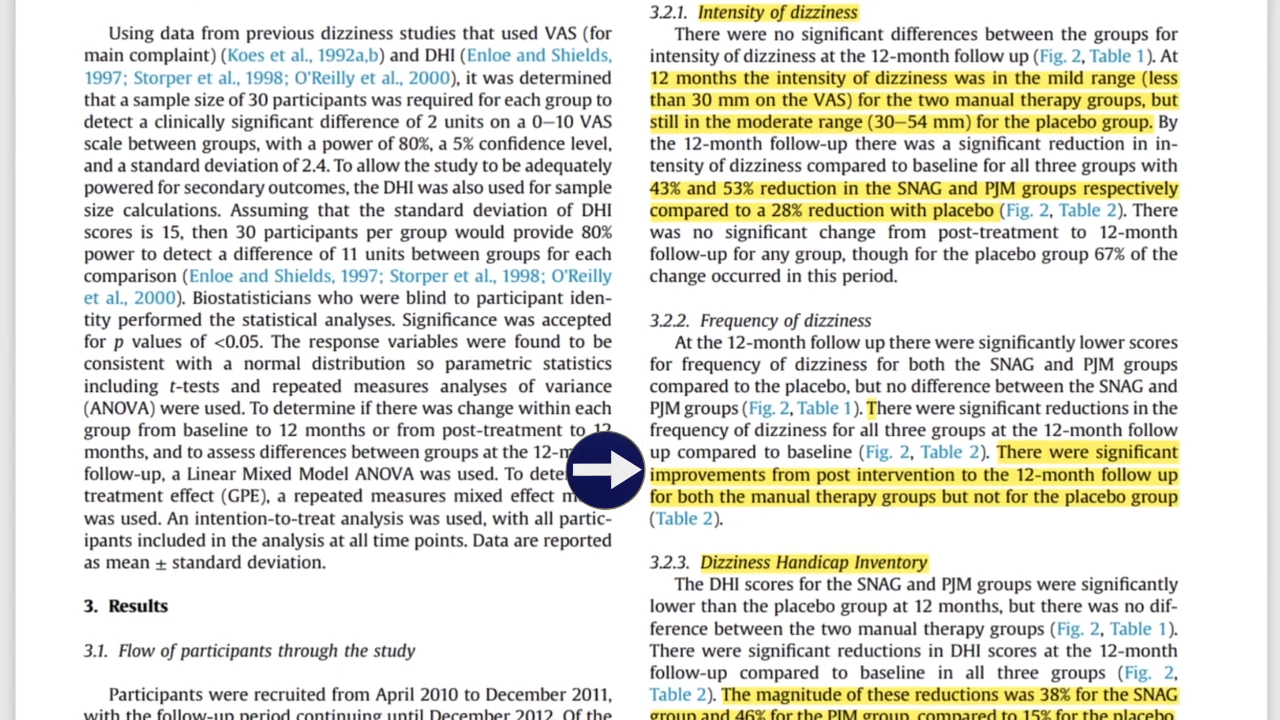 Using data from previous dizziness studies that used VAS (for
main complaint) (Koes et al., 1992a,b) and DHI (Enloe and Shields,
1997; Storper et al., 1998; O'Reilly et al., 2000), it was determined
that a sample size of 30 participants was required for each group to
detect a clinically significant difference of 2 units on a 0–10 VAS
scale between groups, with a power of 80%, a 5% confidence level,
and a standard deviation of 2.4. To allow the study to be adequately
powered for secondary outcomes, the DHI was also used for sample
size calculations. Assuming that the standard deviation of DHI
scores is 15, then 30 participants per group would provide 80%
power to detect a difference of 11 units between groups for each
comparison (Enloe and Shields, 1997; Storper et al., 1998; O'Reilly
et al., 2000). Biostatisticians who were blind to participant iden-
tity performed the statistical analyses. Significance was accepted
for p values of <0.05. The response variables were found to be
consistent with a normal distribution so parametric statistics
including t-tests and repeated measures analyses of variance
(ANOVA) were used. To determine if there was change within each
group from baseline to 12 months or from post-treatment to 12
months, and to assess differences between groups at the 12-m
follow-up, a Linear Mixed Model ANOVA was used. To dete
treatment effect (GPE), a repeated measures mixed effect m
was used. An intention-to-treat analysis was used, with all partic-
ipants included in the analysis at all time points. Data are reported
as mean ± standard deviation.
3. Results
3.1. Flow of participants through the study
Participants were recruited from April 2010 to December 2011,
with the follow-up period continuing until December 2012. Of the
3.2.1. Intensity of dizziness
There were no significant differences between the groups for
intensity of dizziness at the 12-month follow up (Fig. 2, Table 1). At
12 months the intensity of dizziness was in the mild range (less
than 30 mm on the VAS) for the two manual therapy groups, but
still in the moderate range (30–54 mm) for the placebo group. By
the 12-month follow-up there was a significant reduction in in-
tensity of dizziness compared to baseline for all three groups with
43% and 53% reduction in the SNAG and PJM groups respectively
compared to a 28% reduction with placebo (Fig. 2, Table 2). There
was no significant change from post-treatment to 12-month
follow-up for any group, though for the placebo group 67% of the
change occurred in this period.
3.2.2. Frequency of dizziness
At the 12-month follow up there were significantly lower scores
for frequency of dizziness for both the SNAG and PJM groups
compared to the placebo, but no difference between the SNAG and
PJM groups (Fig. 2, Table 1). There were significant reductions in the
frequency of dizziness for all three groups at the 12-month follow
up compared to baseline (Fig. 2, Table 2). There were significant
improvements from post intervention to the 12-month follow up
for both the manual therapy groups but not for the placebo group
(Table 2).
3.2.3. Dizziness Handicap Inventory
The DHI scores for the SNAG and PJM groups were significantly
lower than the placebo group at 12 months, but there was no dif-
ference between the two manual therapy groups (Fig. 2, Table 1).
There were significant reductions in DHI scores at the 12-month
follow-up compared to baseline in all three groups (Fig. 2,
Table 2). The magnitude of these reductions was 38% for the SNAG
group and 46% for the PJM group, compared to 15% for the placebo